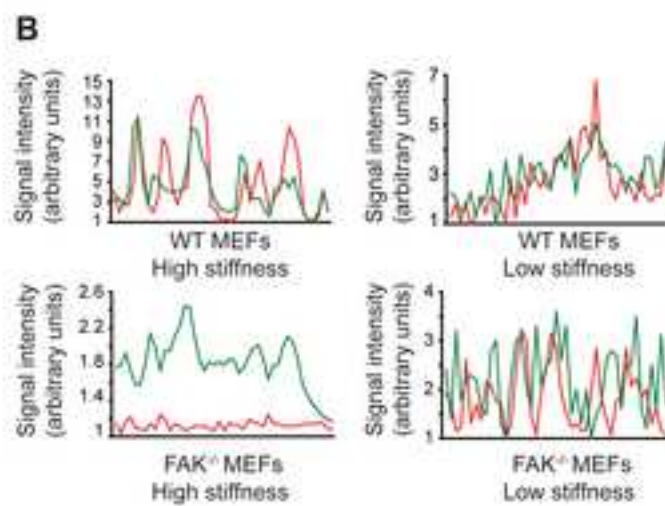 B
Signal intensity
(arbitrary units)
15
13
11
9
7
5
3
1
WT MEFs
High stiffness
Signal intensity
(arbitrary units)
7
5
3
1
WT MEFs
Low stiffness
Signal intensity
(arbitrary units)
2.6
2.2
1.8
1.4
1
FAK-/- MEFs
High stiffness
Signal intensity
(arbitrary units)
4
3
2
1
FAK-/- MEFs
Low stiffness